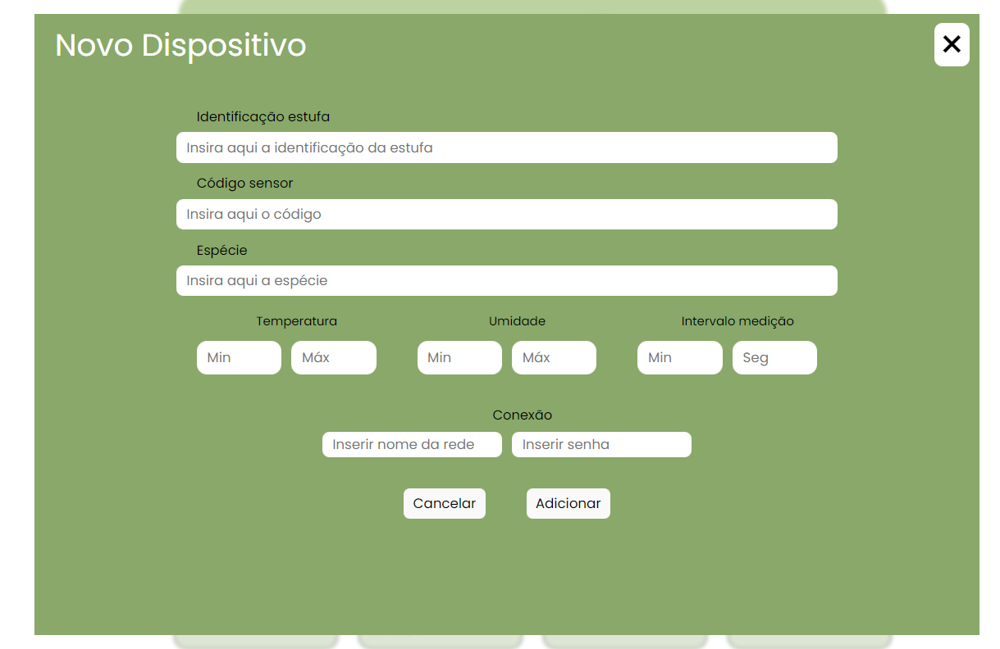 Novo Dispositivo
Identificação estufa
Insira aqui a identificação da estufa
Código sensor
Insira aqui o código
Espécie
Insira aqui a espécie
Temperatura Umidade Intervalo medição
Min Máx Min Máx Min Seg
Conexão
Inserir nome da rede Inserir senha
Cancelar Adicionar